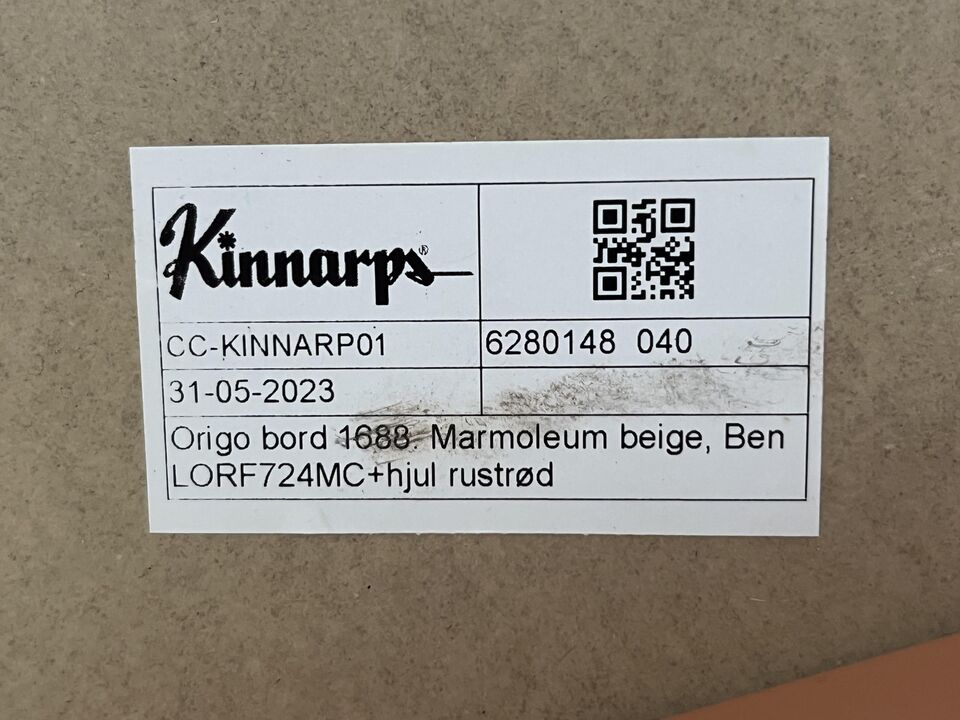 Kinnarps®
CC-KINNARP01
6280148 040
31-05-2023
Origo bord 1688. Marmoleum beige, Ben
LORF724MC+hjul rustrød